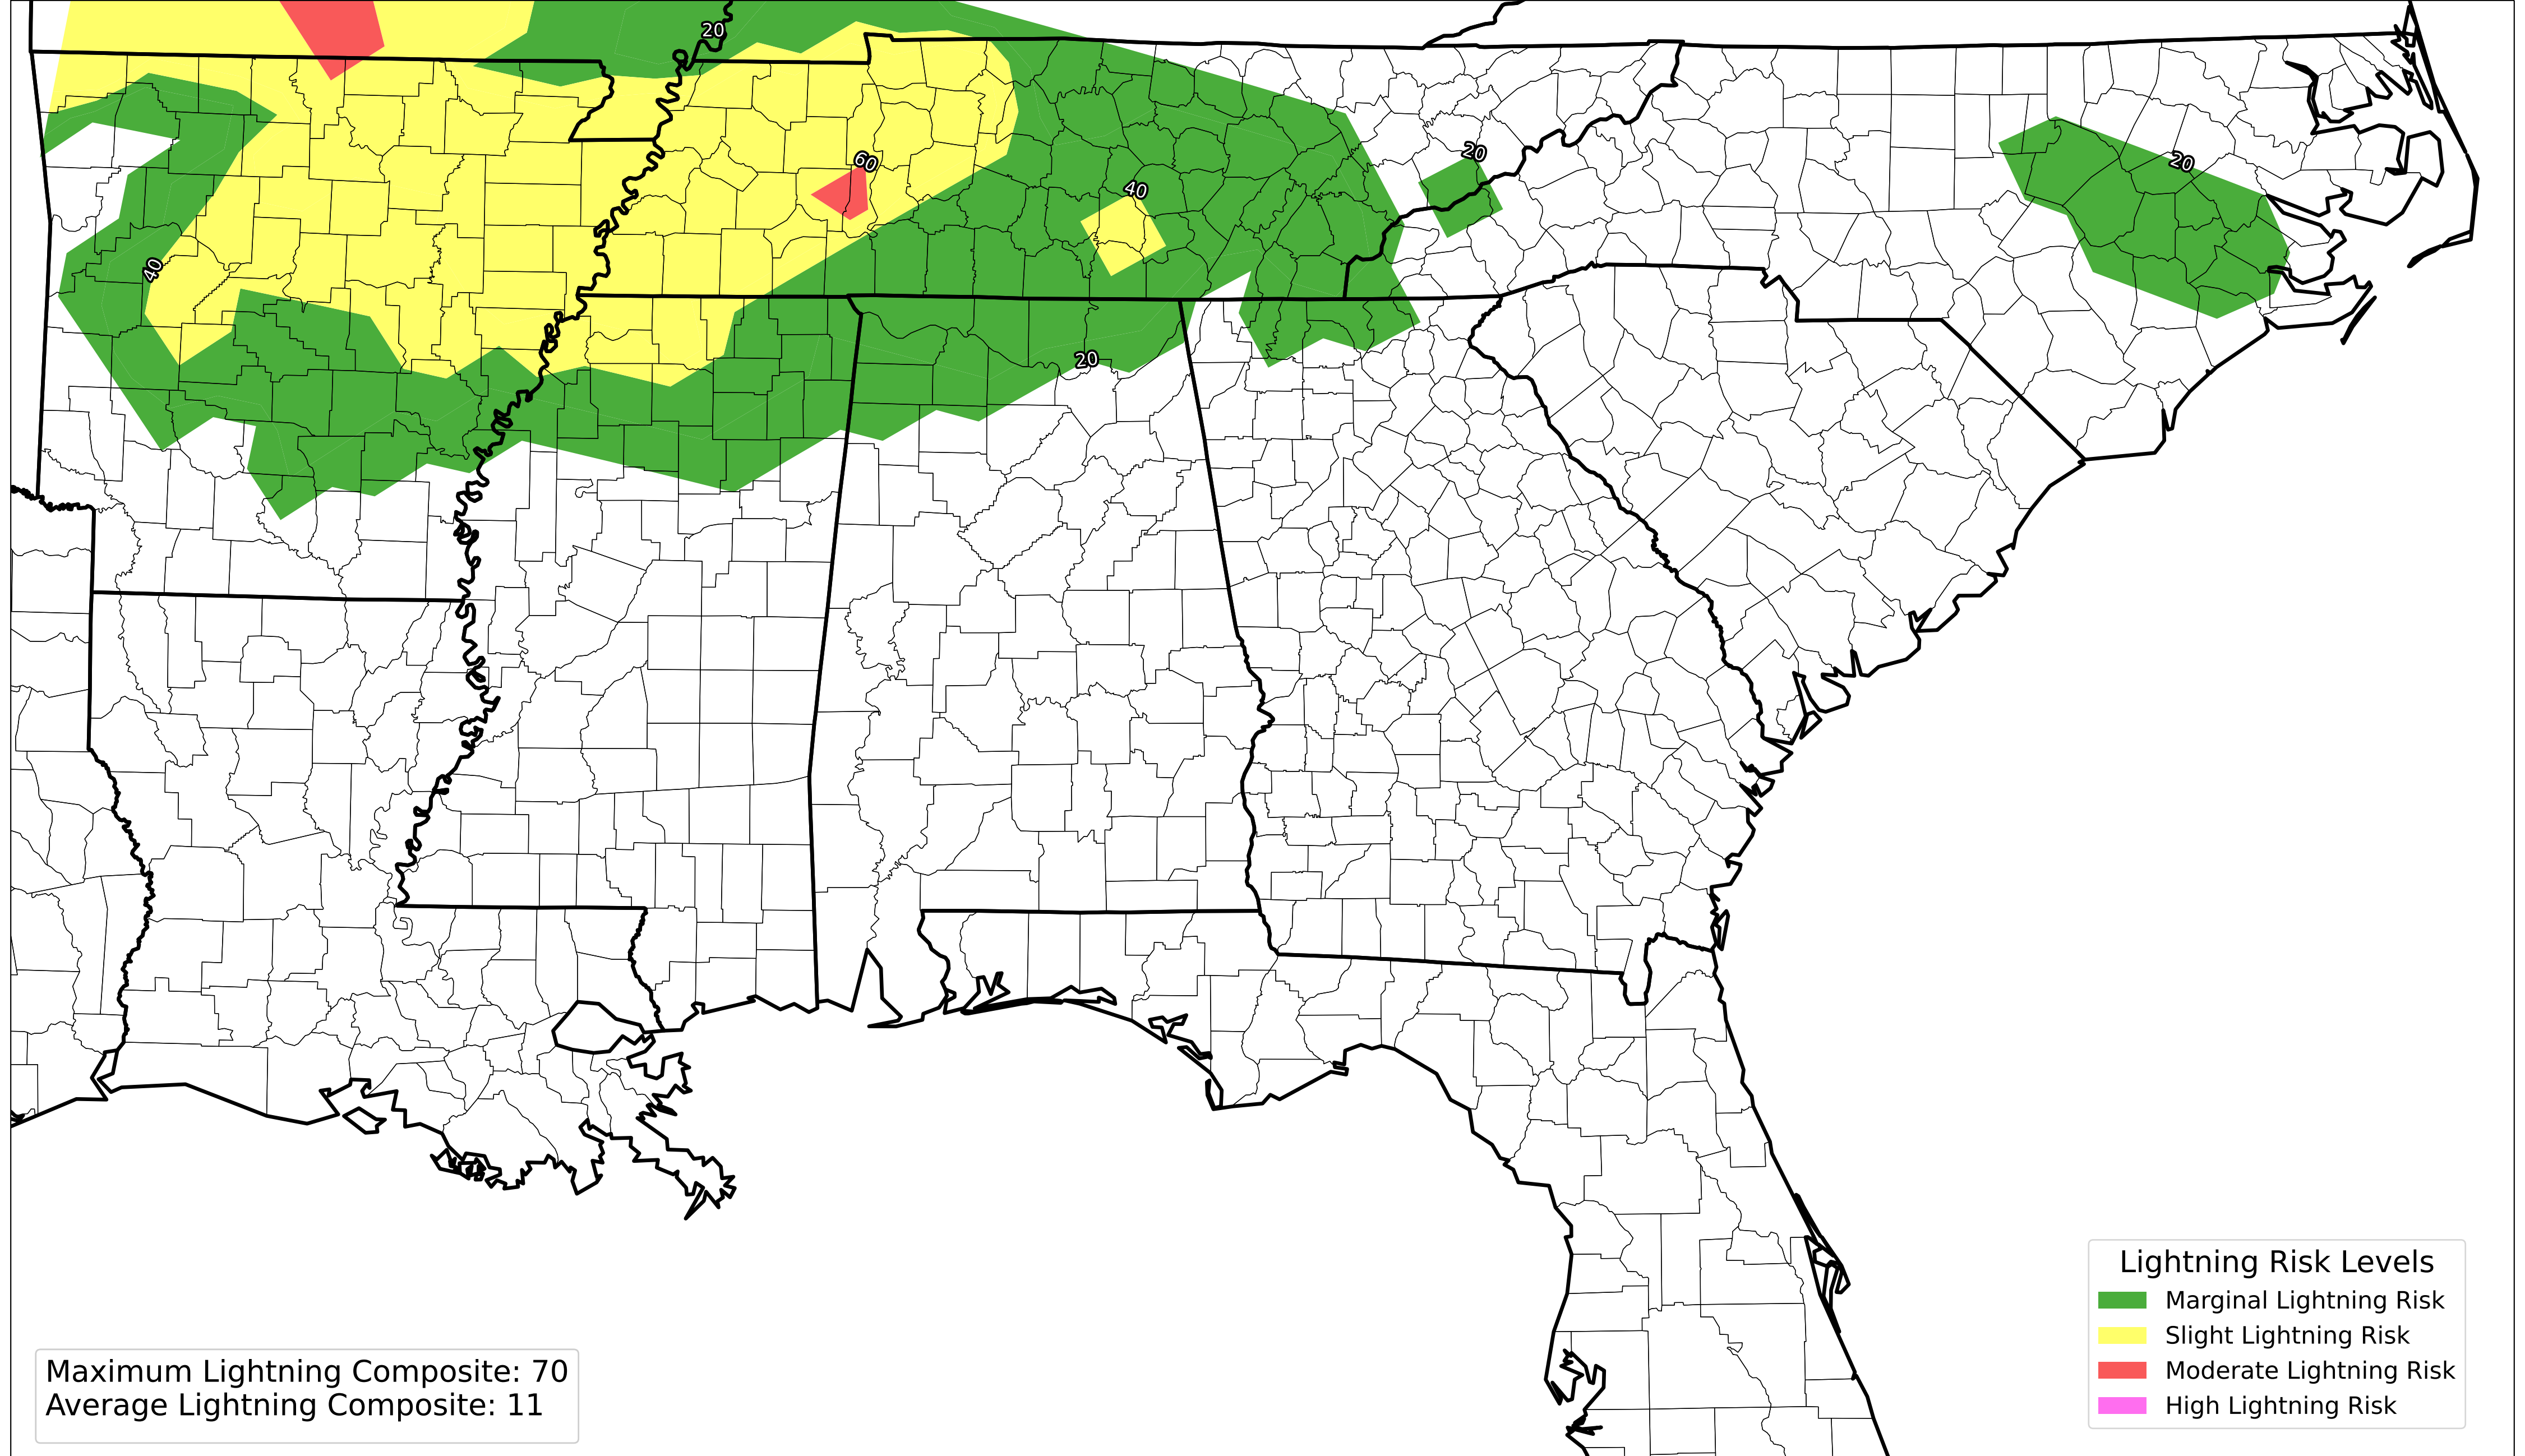 20
60
20
20
40
40
20
Lightning Risk Levels
Marginal Lightning Risk
Slight Lightning Risk
Moderate Lightning Risk
High Lightning Risk
Maximum Lightning Composite: 70
Average Lightning Composite: 11